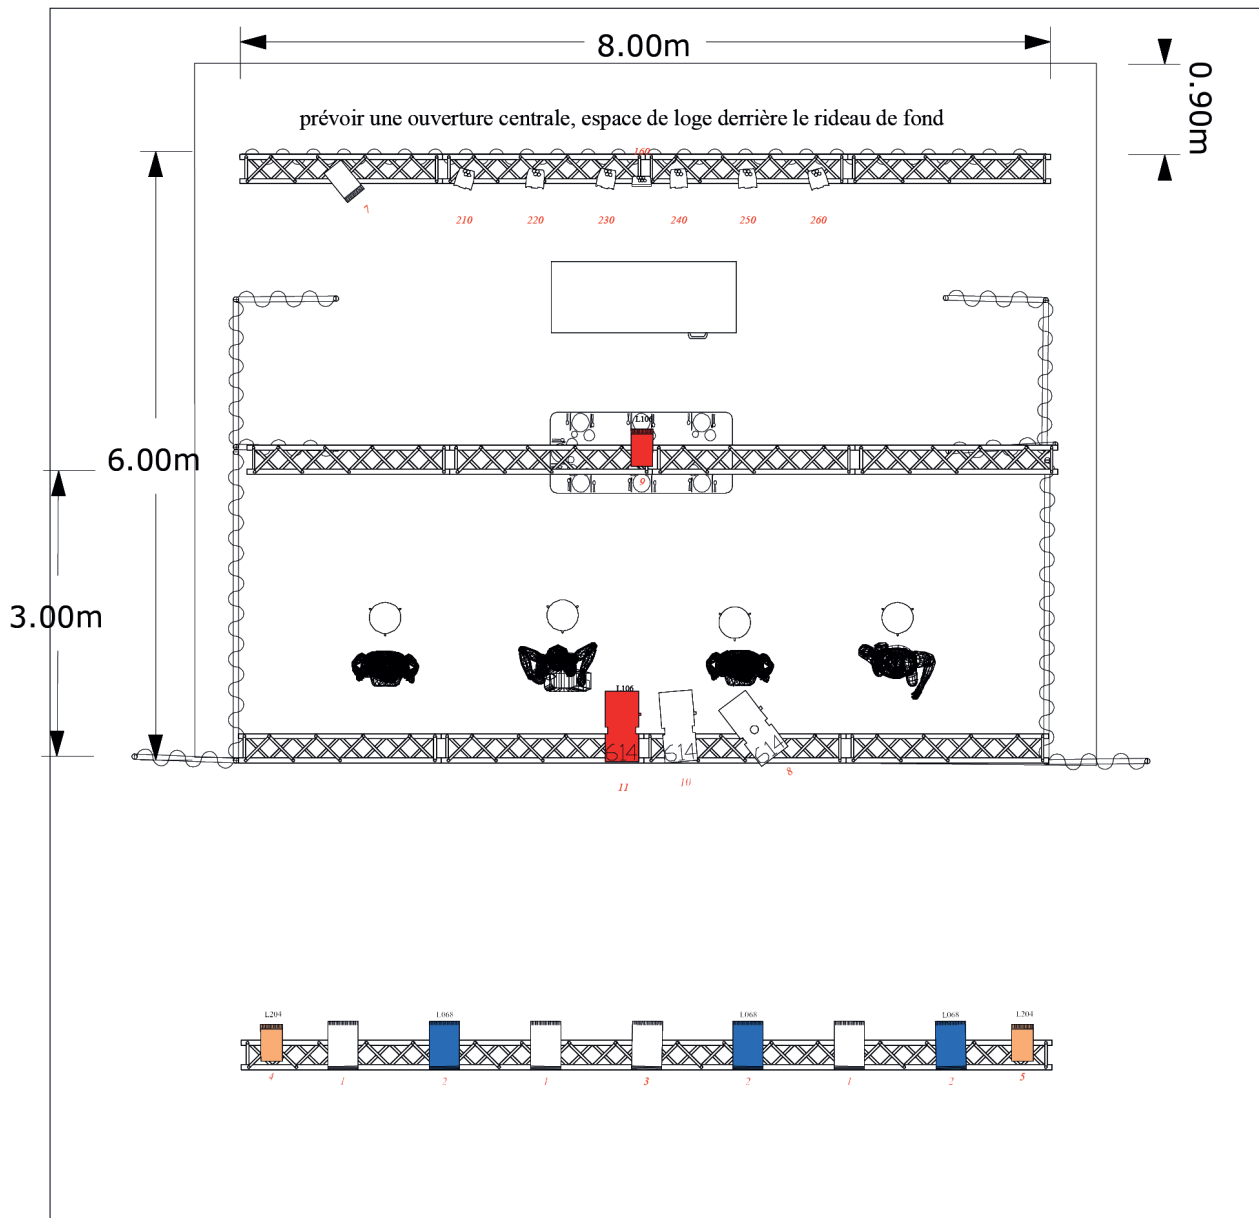 8.00m
0.90m
prévoir une ouverture centrale, espace de loge derrière le rideau de fond
160
7
210 220 230 240 250 260
L106
6.00m
9
3.00m
L106
614 614 614
11 10 8
L204 L068 L068 L068 L204
4 1 2 1 3 2 1 2 5